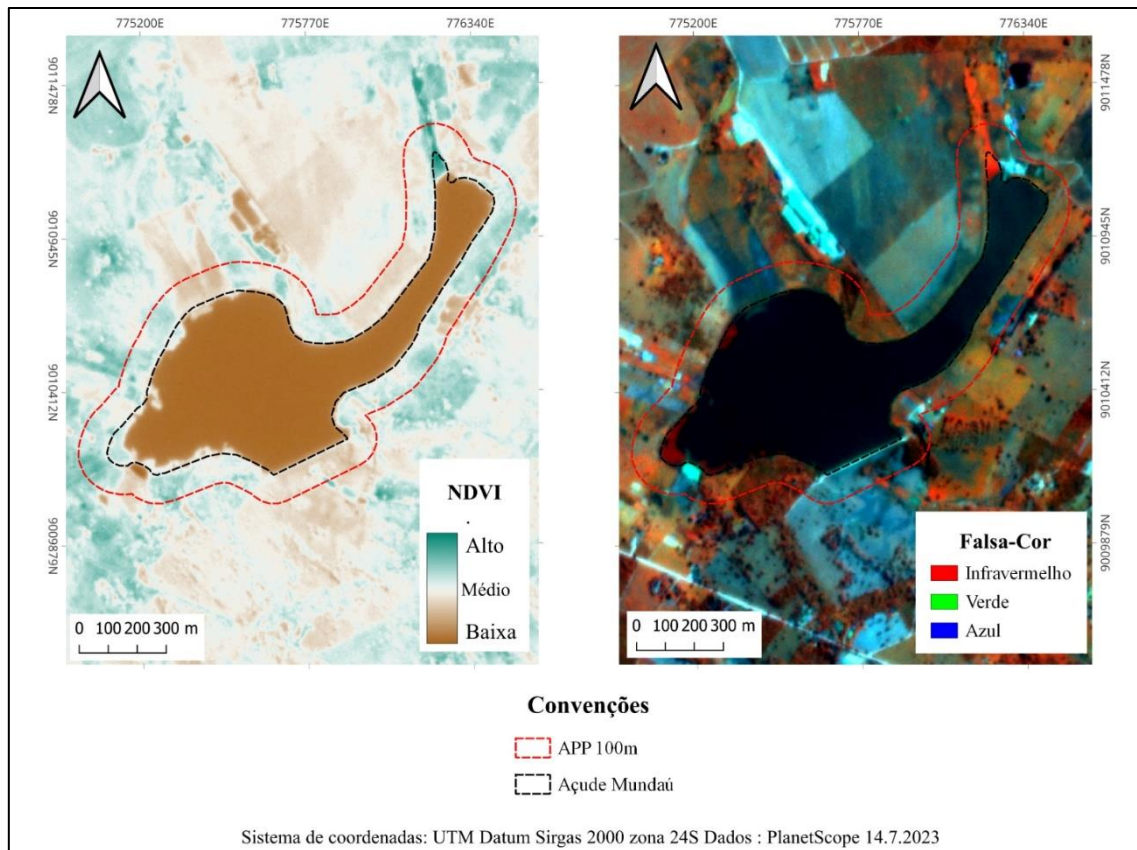 775200E 775770E 776340E
775200E 775770E 776340E
9011478N
9010945N
9010412N
9009879N
NDVI
.
Alto
Médio
Baixa
0 100 200 300 m
9011478N
9010945N
9010412N
9009879N
Falsa-Cor
Infravermelho
Verde
Azul
0 100 200 300 m
Convenções
APP 100m
Açude Mundaú
Sistema de coordenadas: UTM Datum Sirgas 2000 zona 24S Dados : PlanetScope 14.7.2023